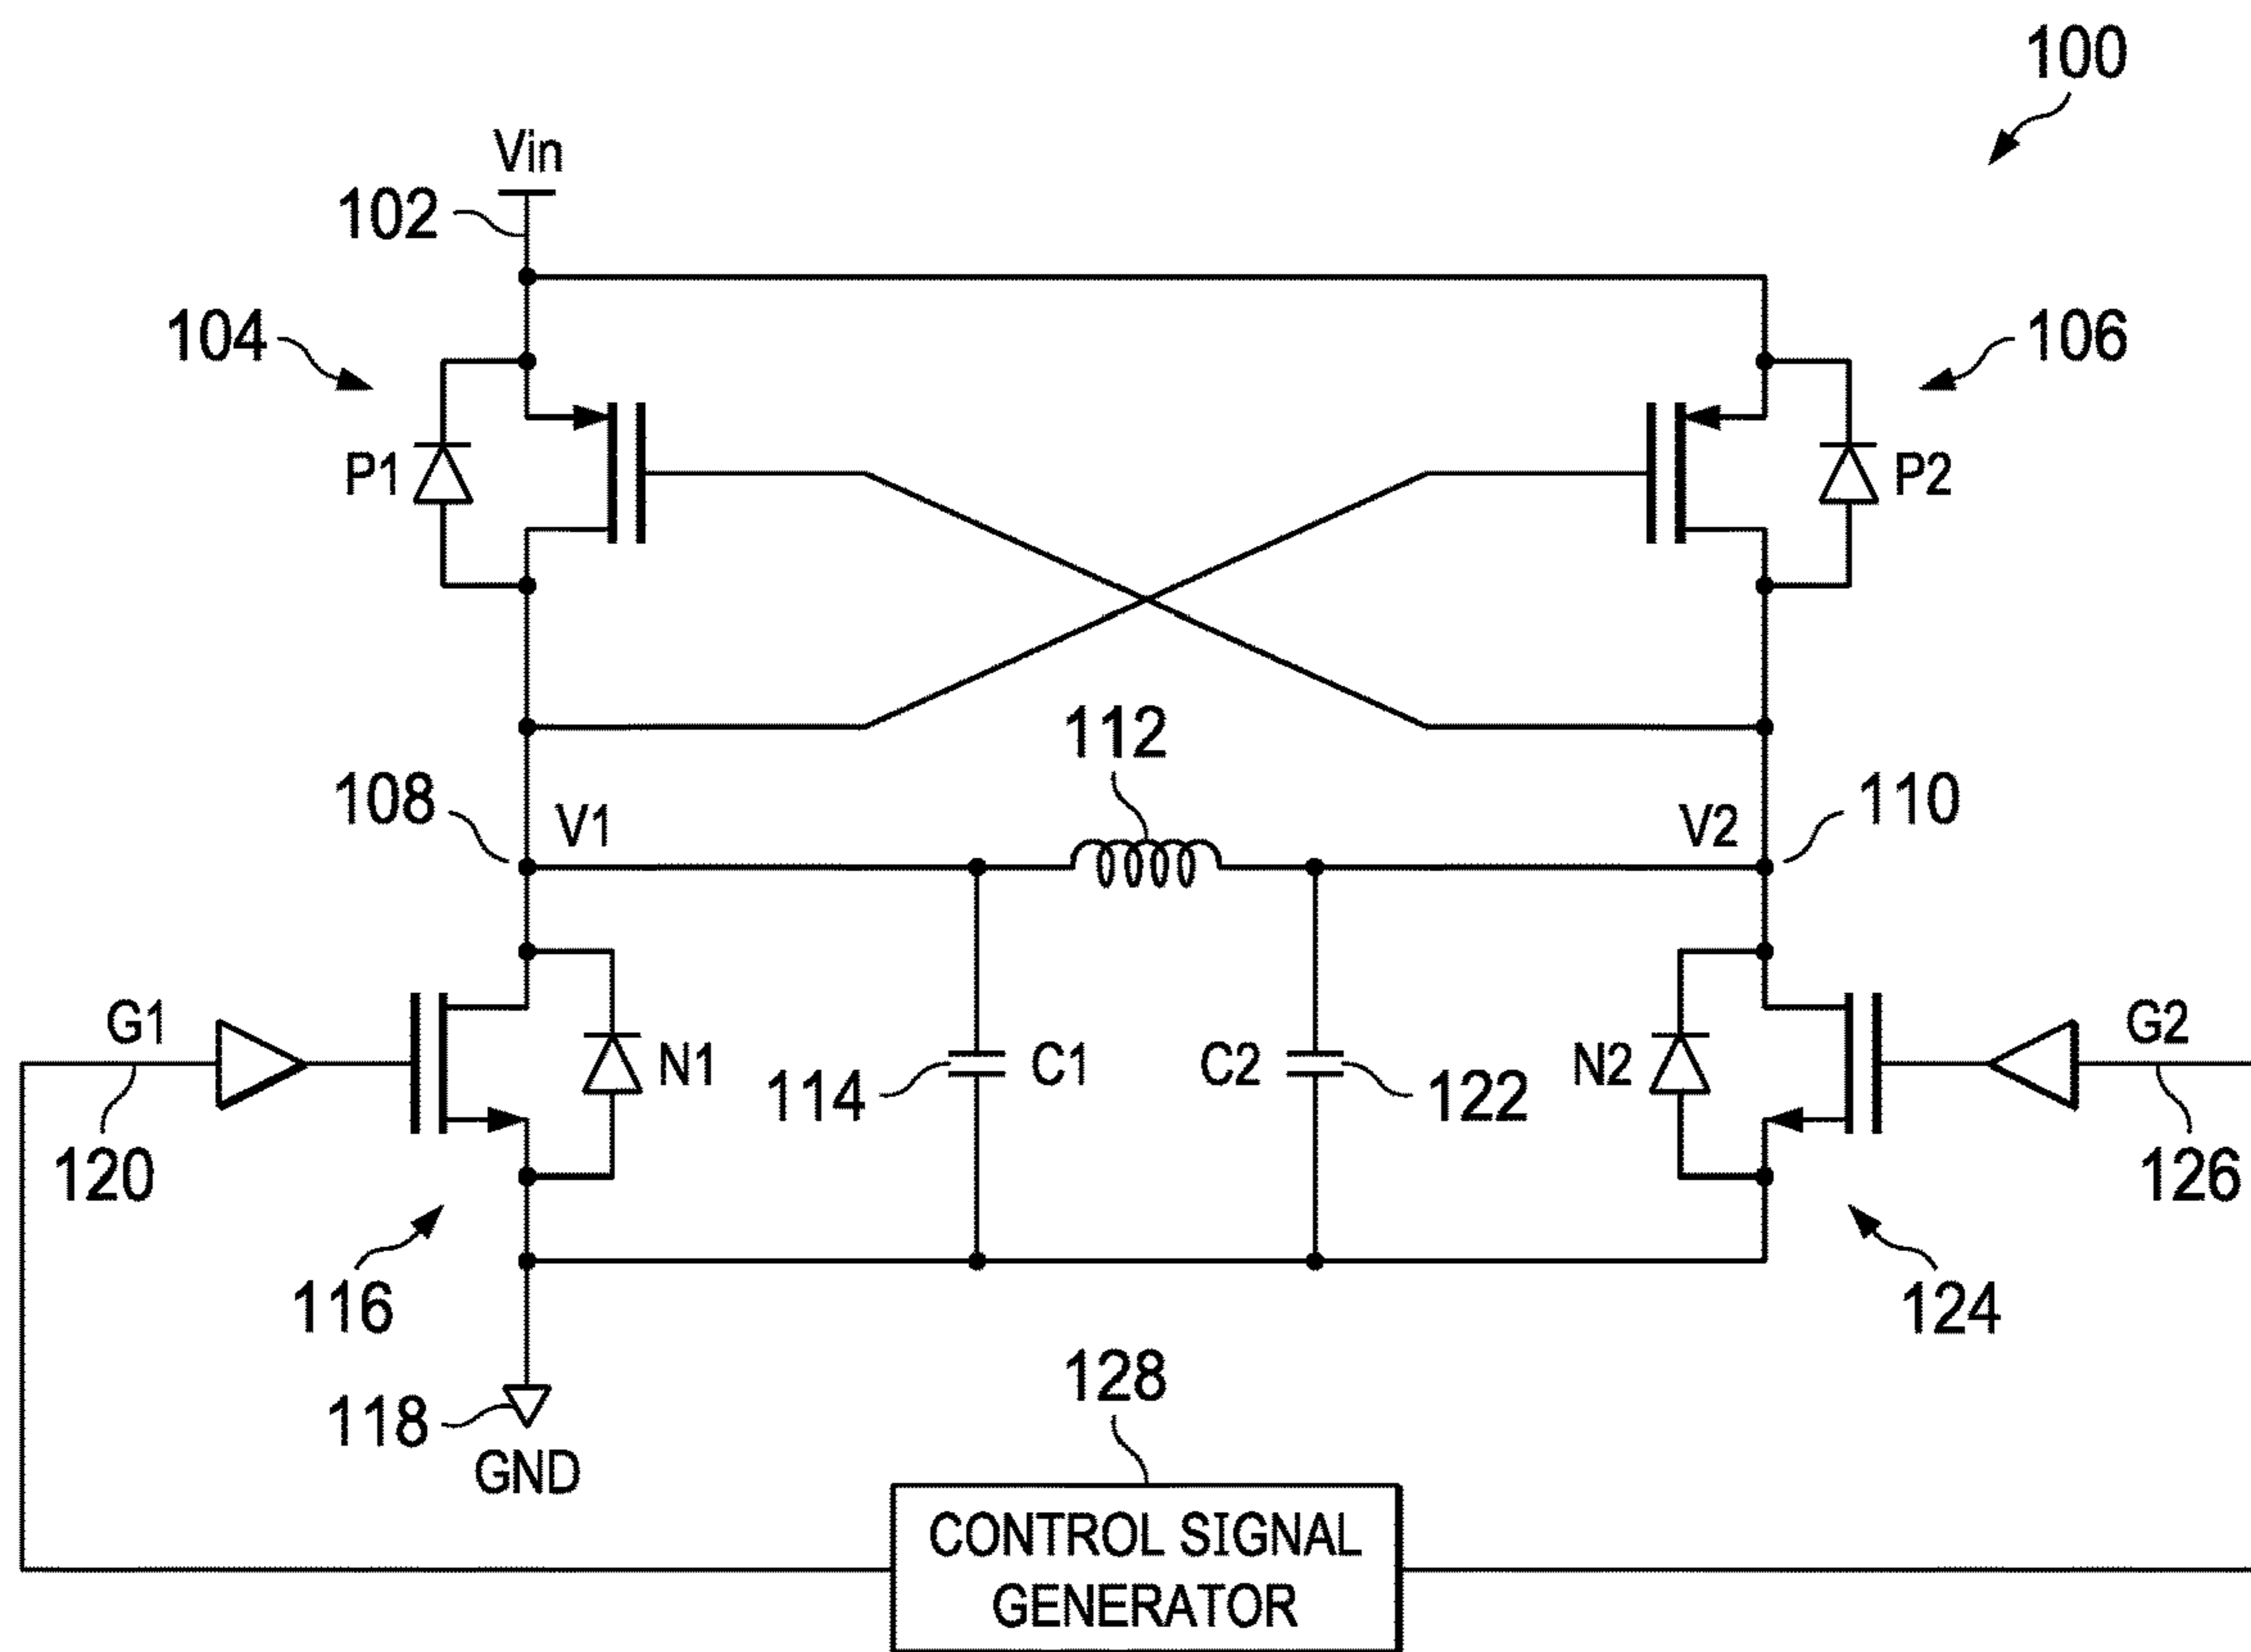 100
Vin
102
104
106
P1
P2
112
108
V1
V2
110
G1
N1
114
C1
C2
122
N2
G2
120
126
116
124
118
GND
128
CONTROL SIGNAL
GENERATOR